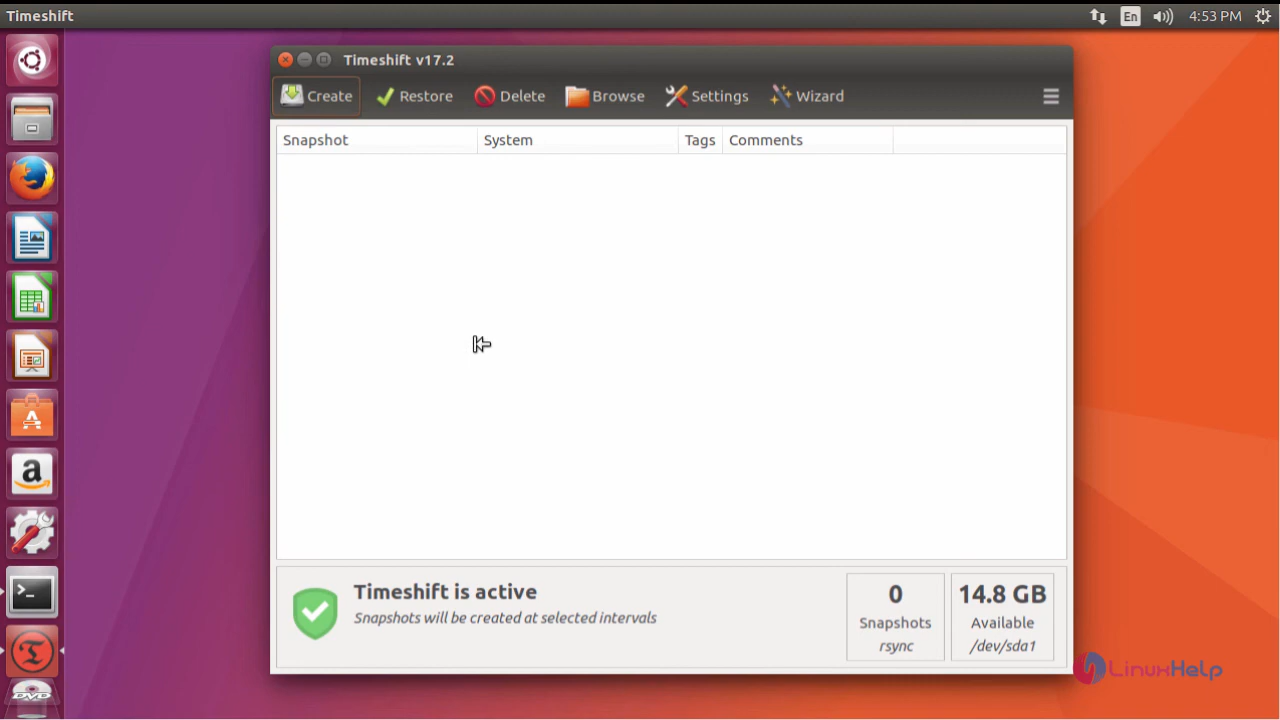 Timeshift
En
4:53 PM
Timeshift v17.2
Create
Restore
Delete
Browse
Settings
Wizard
Snapshot
System
Tags
Comments
Timeshift is active
Snapshots will be created at selected intervals
0
Snapshots
rsync
14.8 GB
Available
/dev/sda1
LinuxHelp
DVD